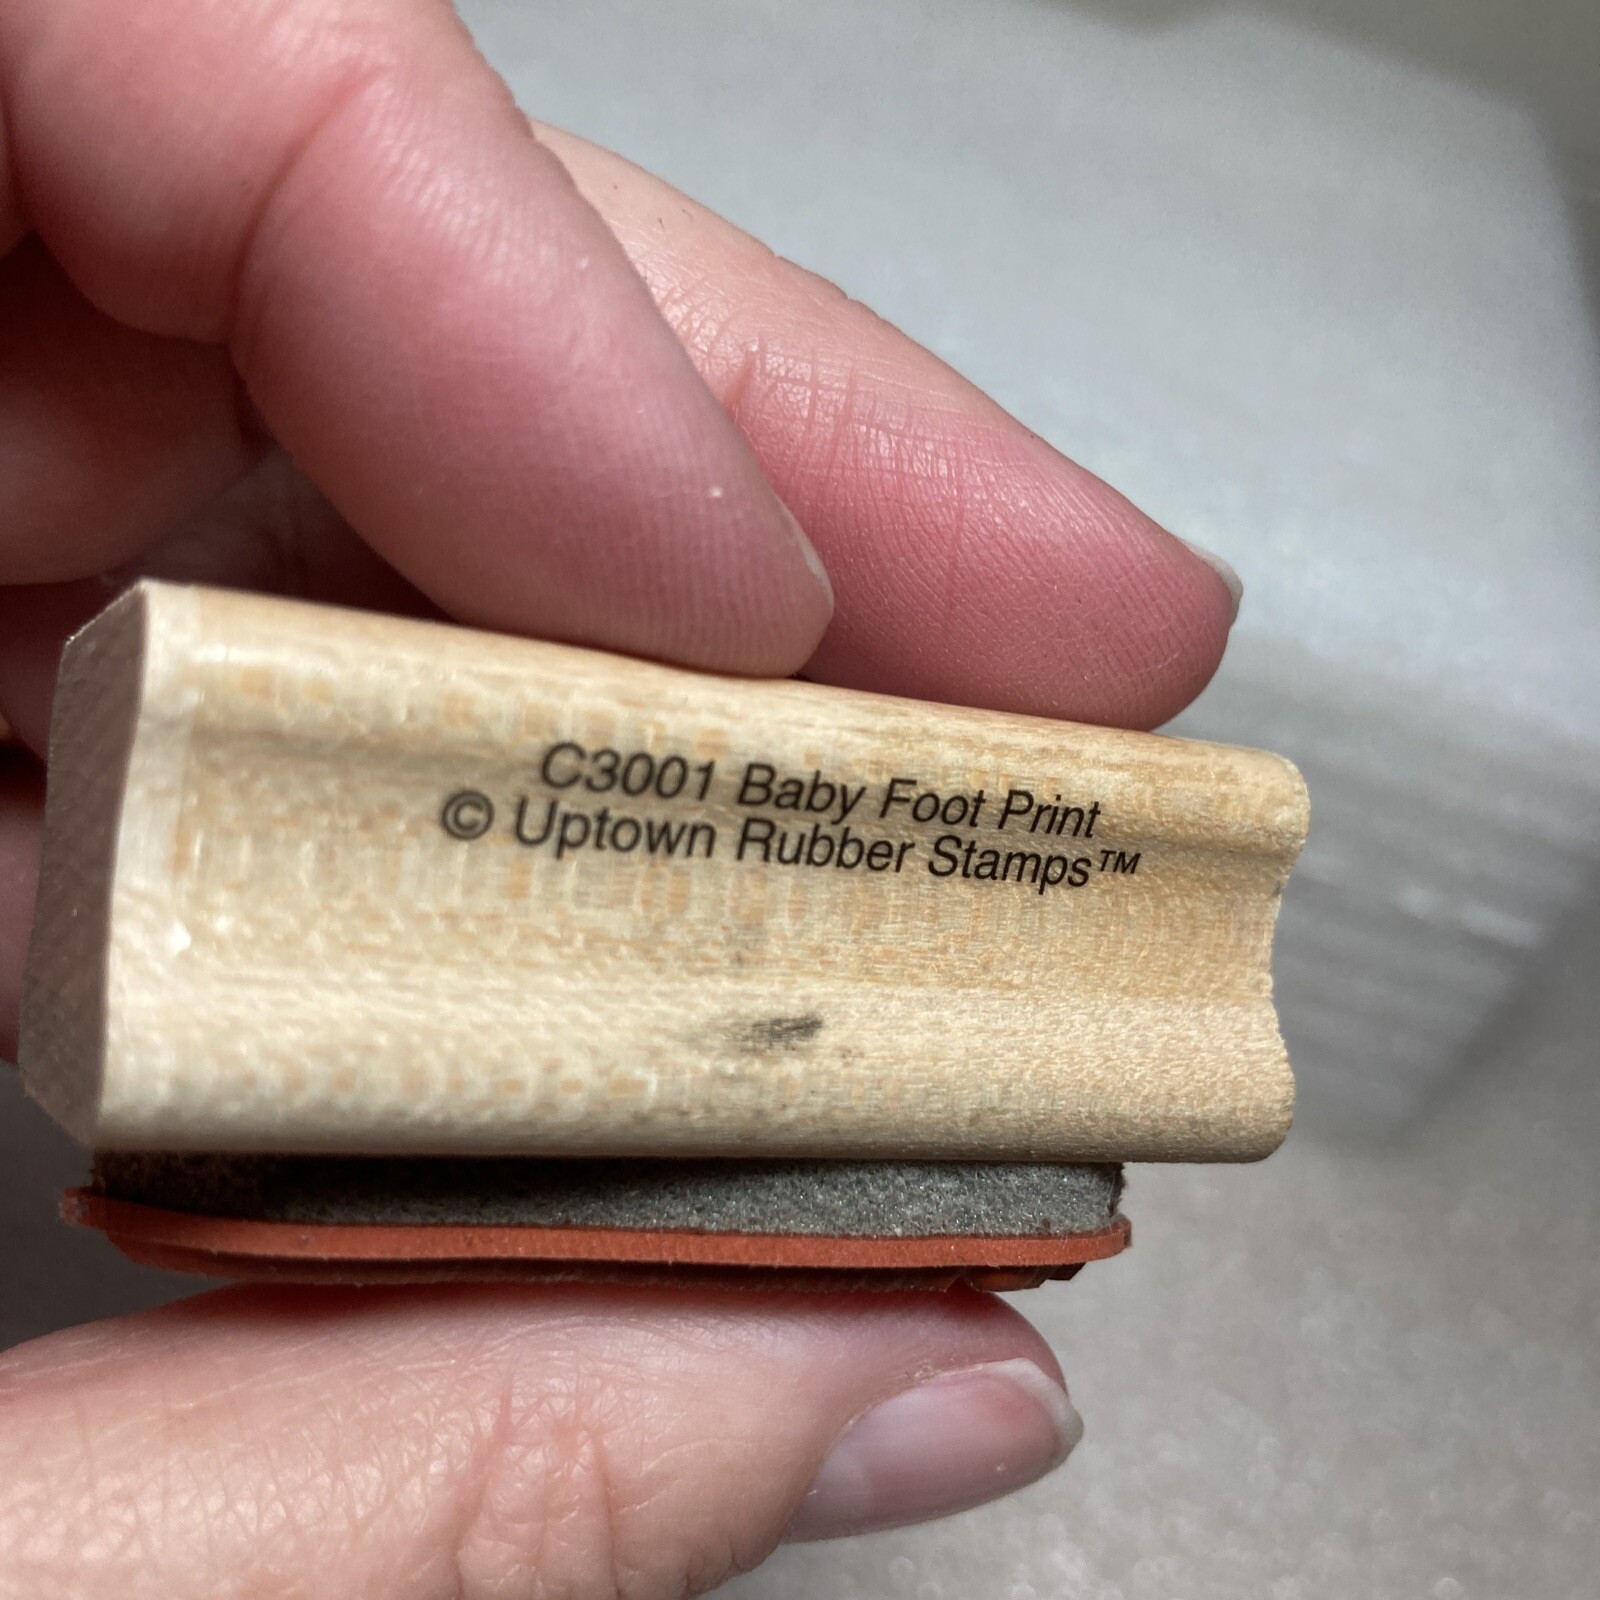 C3001 Baby Foot Print
© Uptown Rubber Stamps™